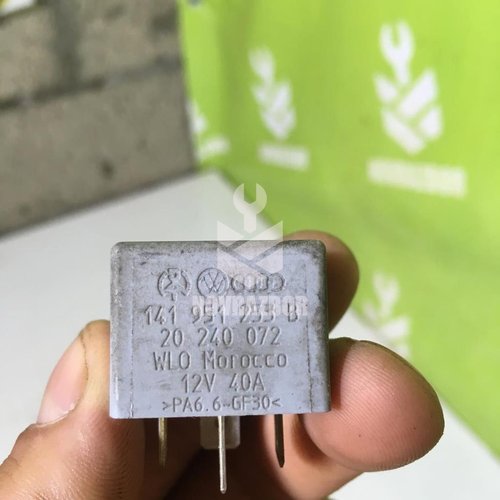 141 951 253 B
20 240 072
WLO Morocco
12V 40A
>PA6.6-GF30<